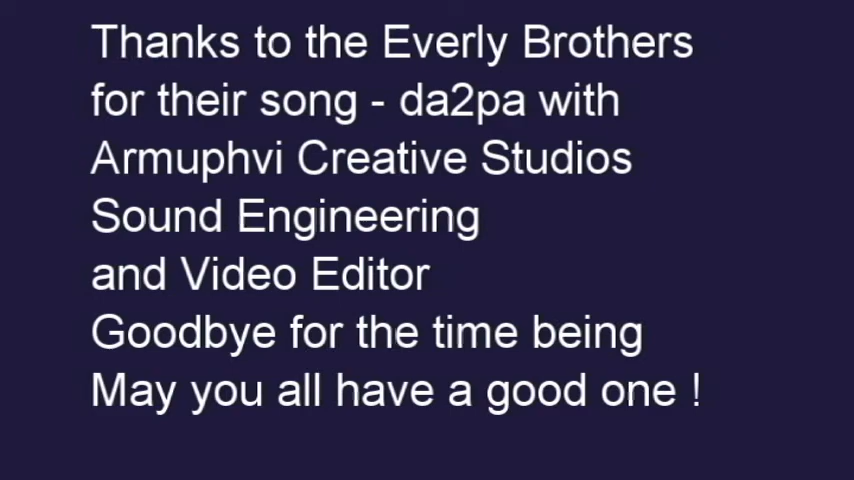 Thanks to the Everly Brothers
for their song - da2pa with
Armuphvi Creative Studios
Sound Engineering
and Video Editor
Goodbye for the time being
May you all have a good one !